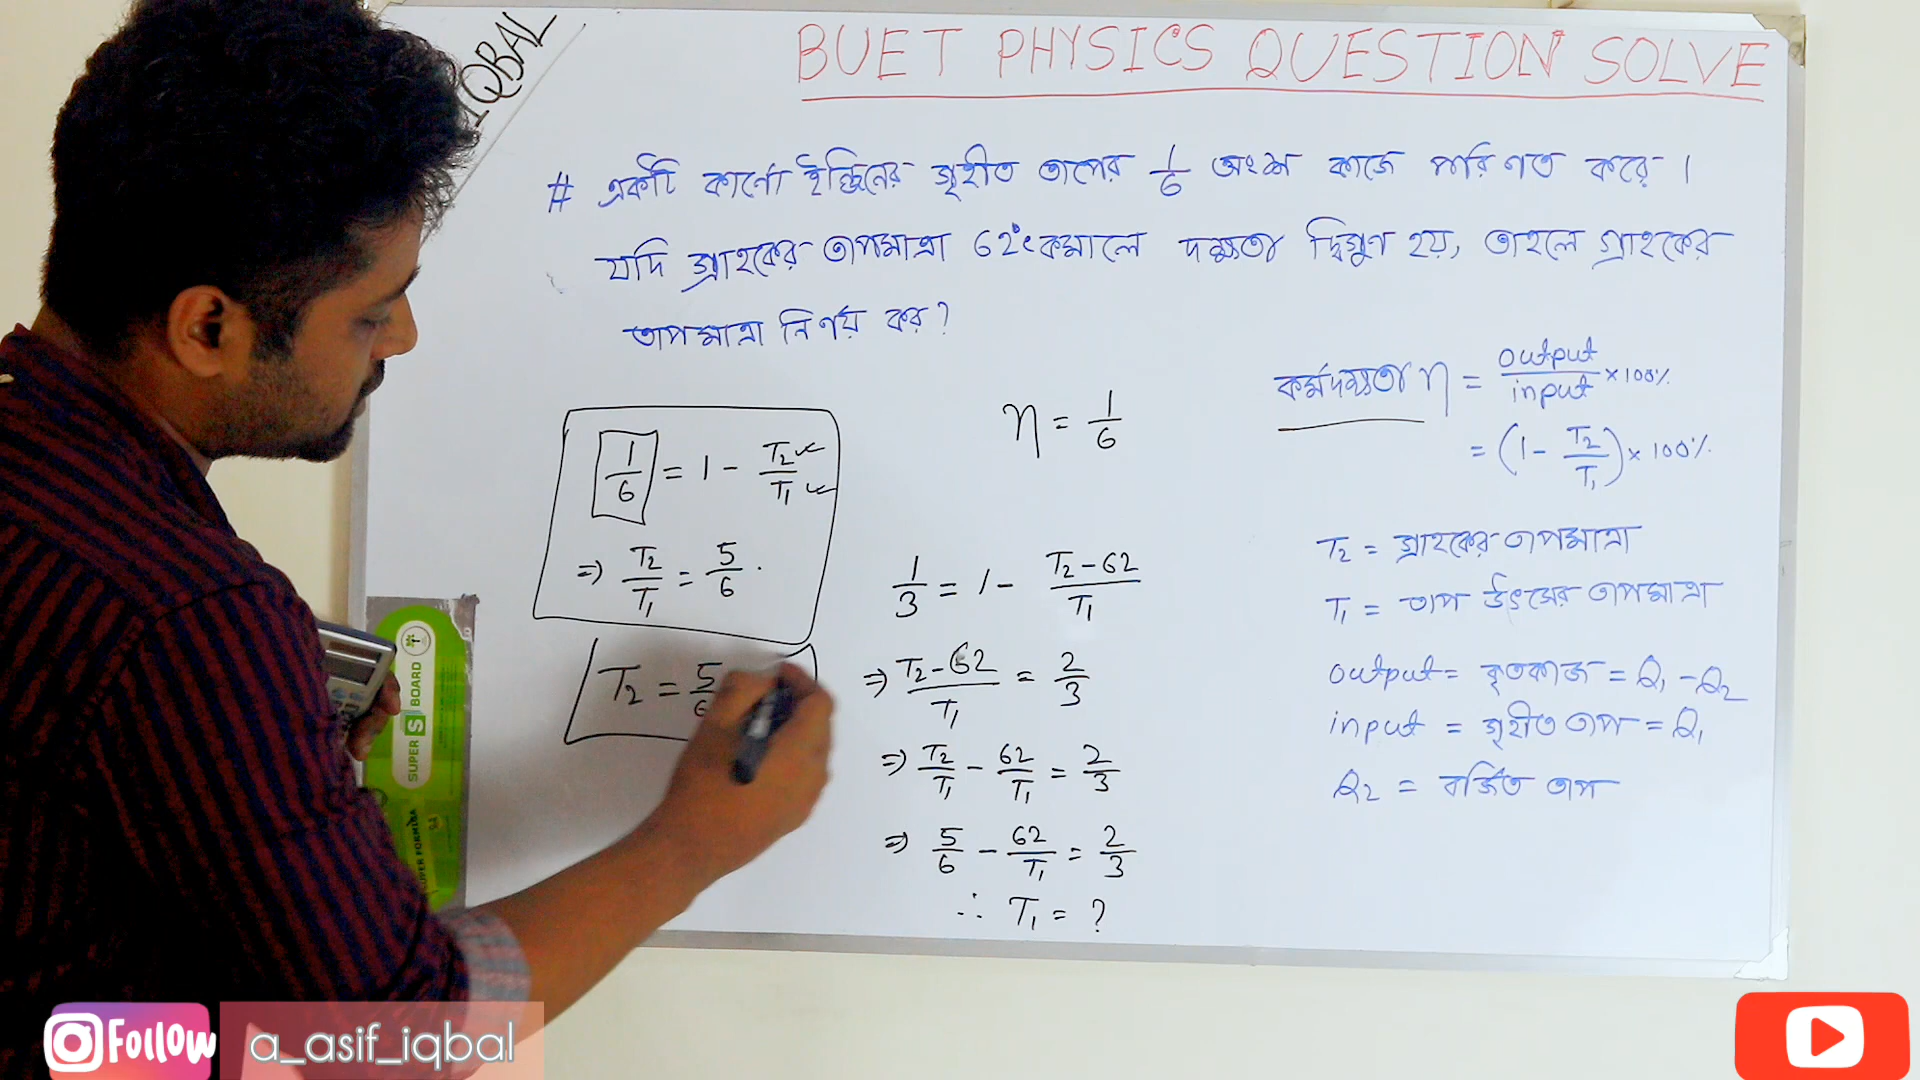 IQBAL
BUET PHYSICS QUESTION SOLVE
# একটি কার্নো ইঞ্জিনের গৃহীত তাপের 1/6 অংশ কাজে পরিণত করে ।
যদি গ্রাহকের তাপমাত্রা 62°c কমালে দক্ষতা দ্বিগুণ হয়, তাহলে গ্রাহকের
তাপমাত্রা নির্ণয় কর ?
1/6 = 1 - T₂/T₁
⇒ T₂/T₁ = 5/6 .
T₂ = 5/6
η = 1/6
1/3 = 1 - (T₂-62)/T₁
⇒ (T₂-62)/T₁ = 2/3
⇒ T₂/T₁ - 62/T₁ = 2/3
⇒ 5/6 - 62/T₁ = 2/3
∴ T₁ = ?
কর্মদক্ষতা η = output/input × 100%
= (1 - T₂/T₁) × 100%
T₂ = গ্রাহকের তাপমাত্রা
T₁ = তাপ উৎসের তাপমাত্রা
output = কৃতকাজ = Q₁ - Q₂
input = গৃহীত তাপ = Q₁
Q₂ = বর্জিত তাপ
SUPER S BOARD
SUPER FORMULA
Follow
a_asif_iqbal